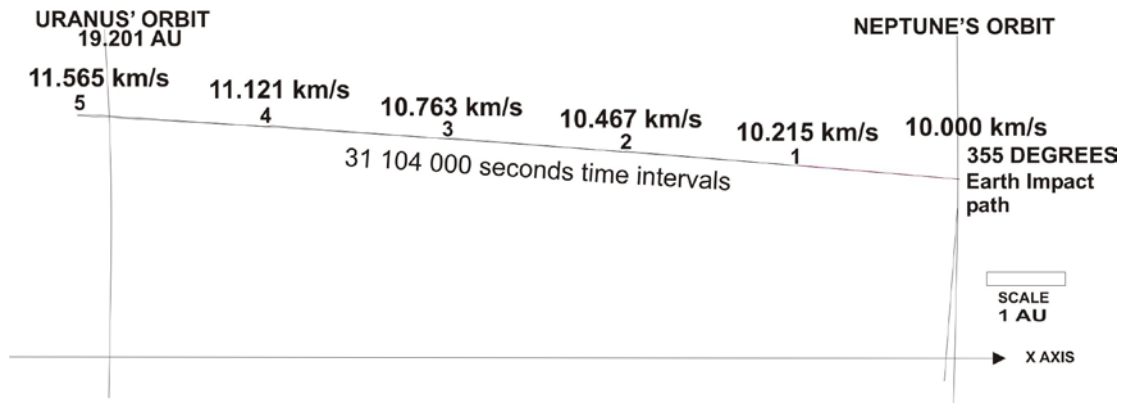 URANUS’ ORBIT
19.201 AU
NEPTUNE’S ORBIT
11.565 km/s
5
11.121 km/s
4
10.763 km/s
3
10.467 km/s
2
10.215 km/s
1
10.000 km/s
355 DEGREES
Earth Impact
path
31 104 000 seconds time intervals
SCALE
1 AU
X AXIS